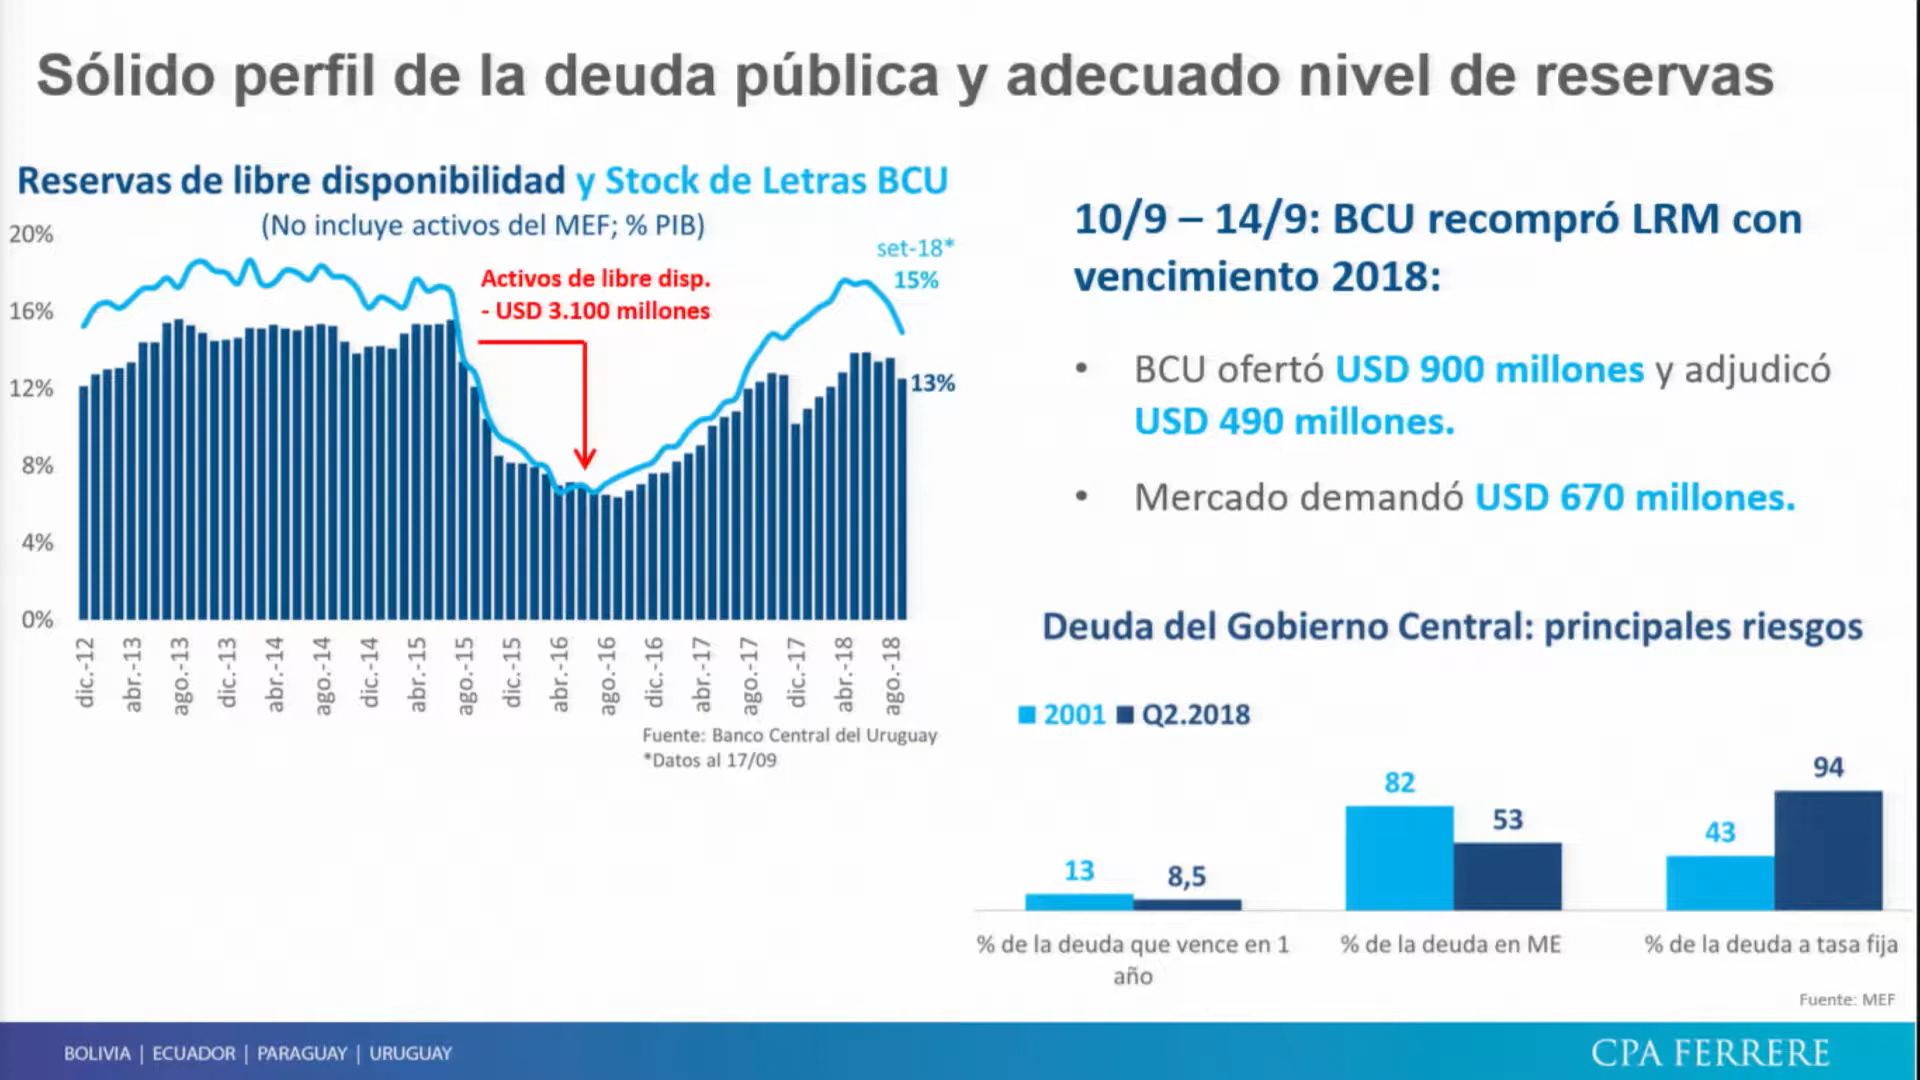 Sólido perfil de la deuda pública y adecuado nivel de reservas
Reservas de libre disponibilidad y Stock de Letras BCU
(No incluye activos del MEF; % PIB)
20%
16%
12%
8%
4%
0%
set-18*
15%
13%
Activos de libre disp.
- USD 3.100 millones
dic.-12
abr.-13
ago.-13
dic.-13
abr.-14
ago.-14
dic.-14
abr.-15
ago.-15
dic.-15
abr.-16
ago.-16
dic.-16
abr.-17
ago.-17
dic.-17
abr.-18
ago.-18
Fuente: Banco Central del Uruguay
*Datos al 17/09
10/9 – 14/9: BCU recompró LRM con
vencimiento 2018:
• BCU ofertó USD 900 millones y adjudicó
USD 490 millones.
• Mercado demandó USD 670 millones.
Deuda del Gobierno Central: principales riesgos
2001 Q2.2018
13
8,5
82
53
43
94
% de la deuda que vence en 1
año
% de la deuda en ME
% de la deuda a tasa fija
Fuente: MEF
BOLIVIA | ECUADOR | PARAGUAY | URUGUAY
CPA FERRERE